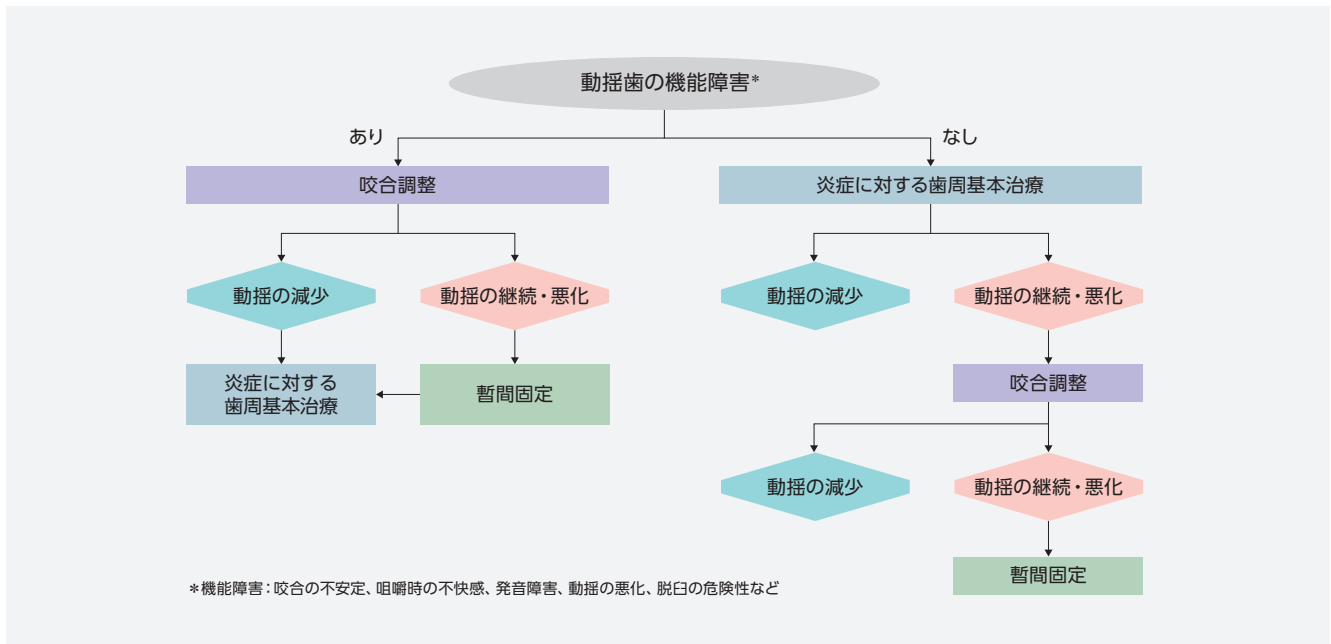 動揺歯の機能障害*
あり
なし
咬合調整
炎症に対する歯周基本治療
動揺の減少
動揺の継続・悪化
動揺の減少
動揺の継続・悪化
炎症に対する
歯周基本治療
暫間固定
咬合調整
動揺の減少
動揺の継続・悪化
暫間固定
*機能障害：咬合の不安定、咀嚼時の不快感、発音障害、動揺の悪化、脱臼の危険性など